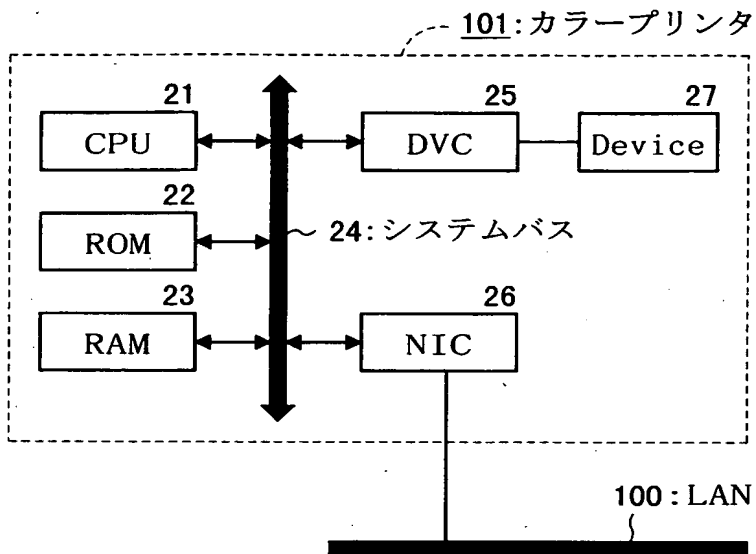 101:カラープリンタ
21
25
27
CPU
DVC
Device
22
ROM
24:システムバス
23
26
RAM
NIC
100:LAN